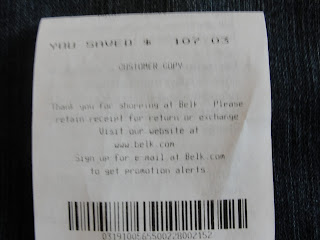 YOU SAVED $ 107.03
CUSTOMER COPY
Thank you for shopping at Belk. Please
retain receipt for return or exchange
Visit our website at
www.belk.com
Sign up for e mail at Belk.com
to get promotion alerts